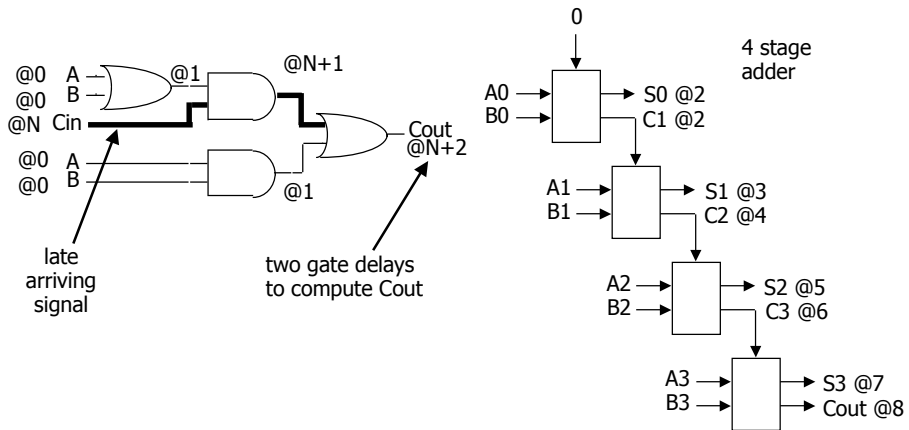 @0 A
@0 B
@N Cin
@1
@N+1
@0 A
@0 B
@1
Cout
@N+2
late
arriving
signal
two gate delays
to compute Cout
0
4 stage
adder
A0
B0
S0 @2
C1 @2
A1
B1
S1 @3
C2 @4
A2
B2
S2 @5
C3 @6
A3
B3
S3 @7
Cout @8